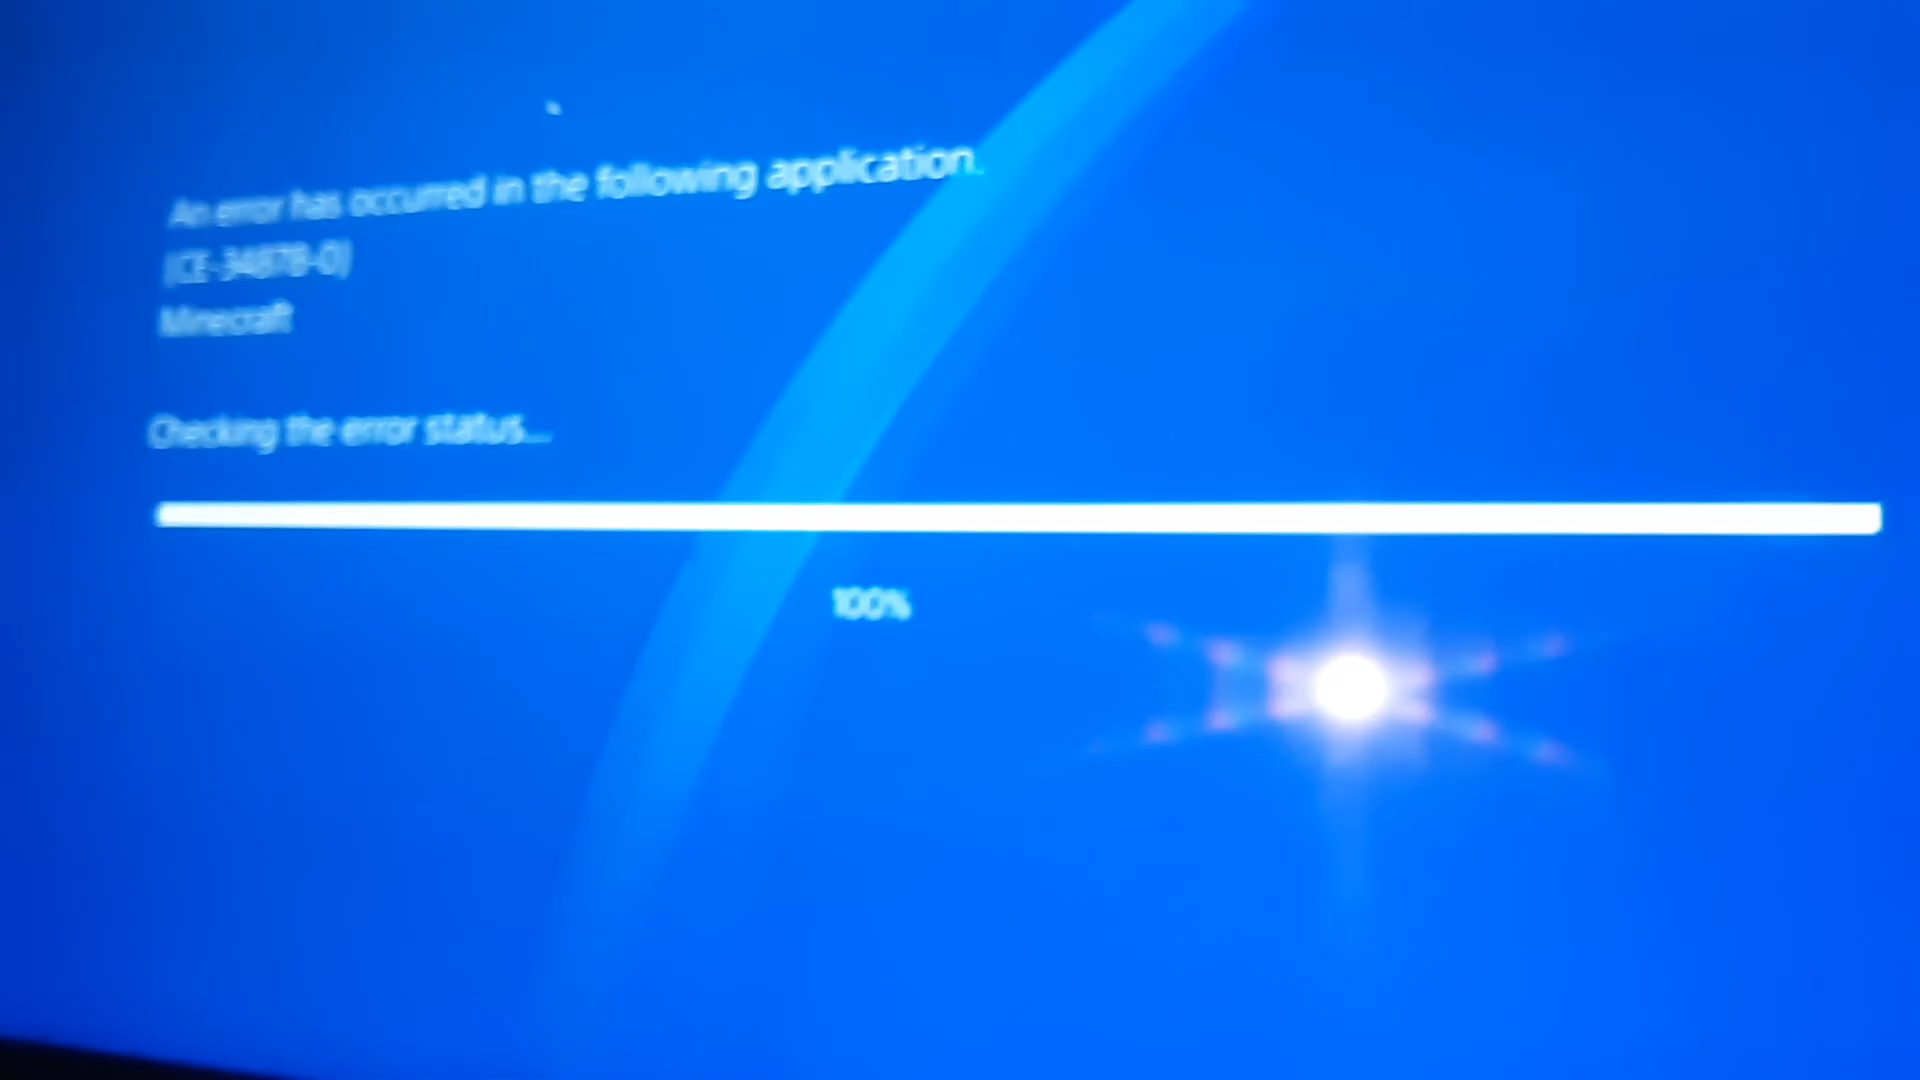 An error has occurred in the following application.
(CE-34878-0)
Minecraft
Checking the error status...
100%